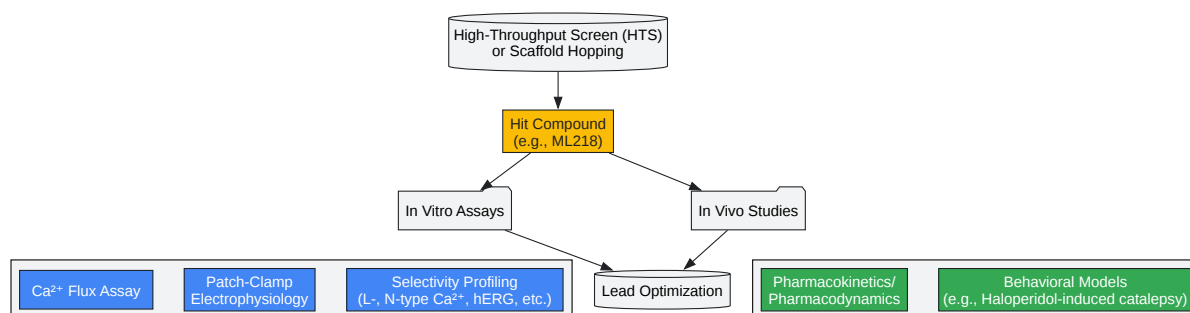 High-Throughput Screen (HTS)
or Scaffold Hopping
Hit Compound
(e.g., ML218)
In Vitro Assays
In Vivo Studies
Ca²⁺ Flux Assay
Patch-Clamp
Electrophysiology
Selectivity Profiling
(L-, N-type Ca²⁺, hERG, etc.)
Lead Optimization
Pharmacokinetics/
Pharmacodynamics
Behavioral Models
(e.g., Haloperidol-induced catalepsy)